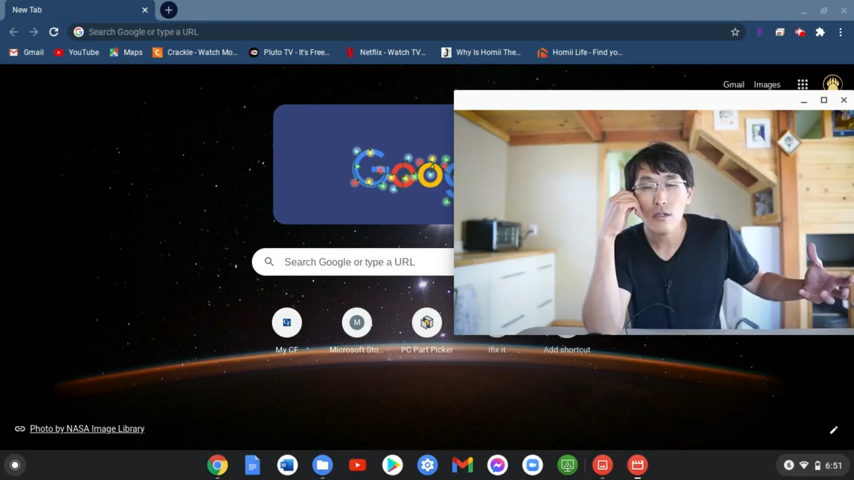 New Tab
Search Google or type a URL
Gmail
YouTube
Maps
Crackle - Watch Mo...
Pluto TV - It's Free...
Netflix - Watch TV...
Why Is Homii The...
Homii Life - Find yo...
Gmail Images
Goo
Search Google or type a URL
M
My CF
Microsoft Sto...
PC Part Picker
Ifix it
Add shortcut
Photo by NASA Image Library
6 6:51